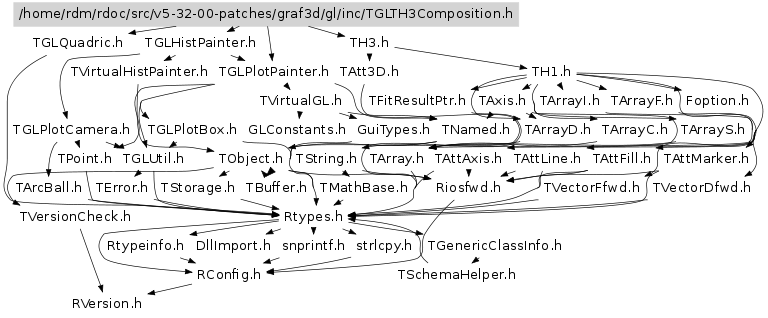 /home/rdm/rdoc/src/v5-32-00-patches/graf3d/gl/inc/TGLTH3Composition.h
TGLQuadric.h TGLHistPainter.h TH3.h
TVirtualHistPainter.h TGLPlotPainter.h TAtt3D.h TH1.h
TVirtualGL.h TFitResultPtr.h TAxis.h TArrayI.h TArrayF.h Foption.h
TGLPlotCamera.h TGLPlotBox.h GLConstants.h GuiTypes.h TNamed.h TArrayD.h TArrayC.h TArrayS.h
TPoint.h TGLUtil.h TObject.h TString.h TArray.h TAttAxis.h TAttLine.h TAttFill.h TAttMarker.h
TArcBall.h TError.h TStorage.h TBuffer.h TMathBase.h Riosfwd.h TVectorFfwd.h TVectorDfwd.h
TVersionCheck.h Rtypes.h
Rtypeinfo.h DllImport.h snprintf.h strlcpy.h TGenericClassInfo.h
RConfig.h TSchemaHelper.h
RVersion.h